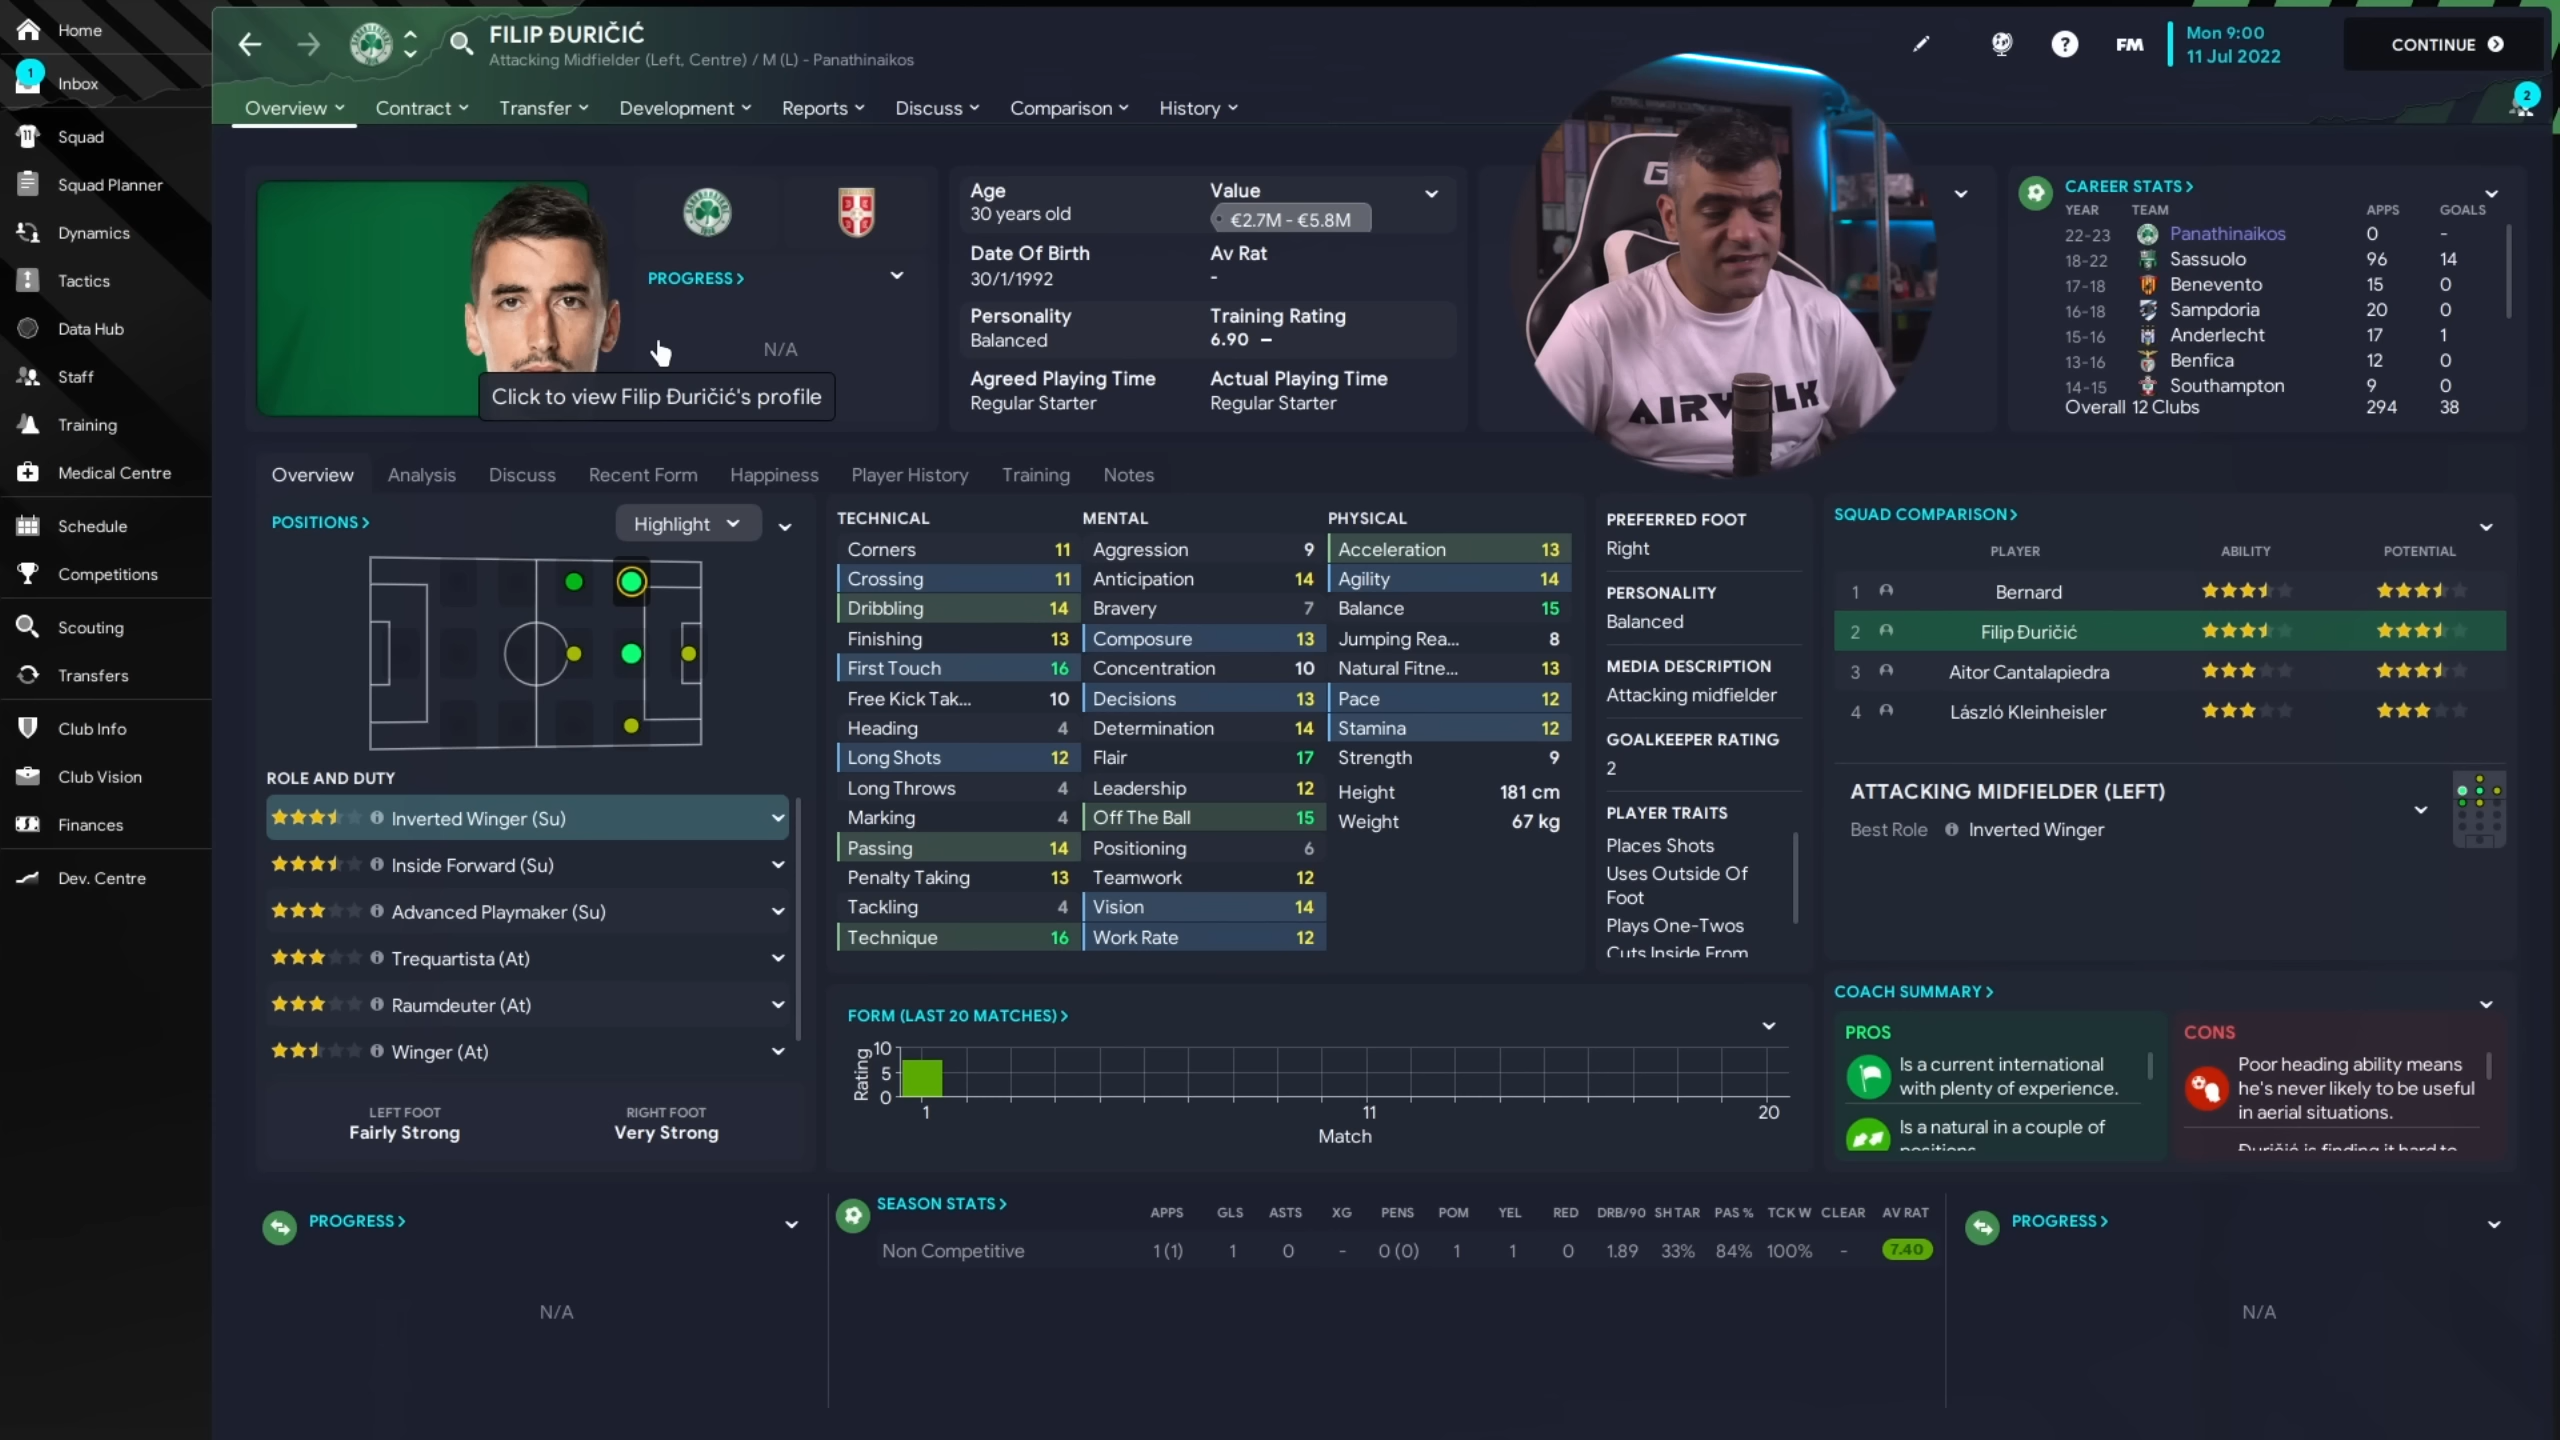 Home
1
Inbox
Squad
Squad Planner
Dynamics
Tactics
Data Hub
Staff
Training
Medical Centre
Schedule
Competitions
Scouting
Transfers
Club Info
Club Vision
Finances
Dev. Centre
FILIP ĐURIČIĆ
Attacking Midfielder (Left, Centre) / M (L) - Panathinaikos
FM
Mon 9:00
11 Jul 2022
CONTINUE
2
Overview
Contract
Transfer
Development
Reports
Discuss
Comparison
History
PROGRESS >
N/A
Click to view Filip Đuričić's profile
Age
30 years old
Value
€2.7M - €5.8M
Date Of Birth
30/1/1992
Av Rat
-
Personality
Balanced
Training Rating
6.90 –
Agreed Playing Time
Regular Starter
Actual Playing Time
Regular Starter
AIRW LK
CAREER STATS >
YEAR TEAM APPS GOALS
22-23 Panathinaikos 0 -
18-22 Sassuolo 96 14
17-18 Benevento 15 0
16-18 Sampdoria 20 0
15-16 Anderlecht 17 1
13-16 Benfica 12 0
14-15 Southampton 9 0
Overall 12 Clubs 294 38
Overview Analysis Discuss Recent Form Happiness Player History Training Notes
POSITIONS >
Highlight
ROLE AND DUTY
Inverted Winger (Su)
Inside Forward (Su)
Advanced Playmaker (Su)
Trequartista (At)
Raumdeuter (At)
Winger (At)
LEFT FOOT
Fairly Strong
RIGHT FOOT
Very Strong
TECHNICAL
Corners 11
Crossing 11
Dribbling 14
Finishing 13
First Touch 16
Free Kick Tak... 10
Heading 4
Long Shots 12
Long Throws 4
Marking 4
Passing 14
Penalty Taking 13
Tackling 4
Technique 16
MENTAL
Aggression 9
Anticipation 14
Bravery 7
Composure 13
Concentration 10
Decisions 13
Determination 14
Flair 17
Leadership 12
Off The Ball 15
Positioning 6
Teamwork 12
Vision 14
Work Rate 12
PHYSICAL
Acceleration 13
Agility 14
Balance 15
Jumping Rea... 8
Natural Fitne... 13
Pace 12
Stamina 12
Strength 9
Height 181 cm
Weight 67 kg
PREFERRED FOOT
Right
PERSONALITY
Balanced
MEDIA DESCRIPTION
Attacking midfielder
GOALKEEPER RATING
2
PLAYER TRAITS
Places Shots
Uses Outside Of
Foot
Plays One-Twos
Cuts Inside From
SQUAD COMPARISON >
PLAYER ABILITY POTENTIAL
1 Bernard
2 Filip Đuričić
3 Aitor Cantalapiedra
4 László Kleinheisler
ATTACKING MIDFIELDER (LEFT)
Best Role Inverted Winger
COACH SUMMARY >
PROS
Is a current international
with plenty of experience.
Is a natural in a couple of
positions
CONS
Poor heading ability means
he's never likely to be useful
in aerial situations.
Đuričić is finding it hard to
FORM (LAST 20 MATCHES) >
Rating
10
5
0
1 11 20
Match
PROGRESS >
N/A
SEASON STATS >
APPS GLS ASTS XG PENS POM YEL RED DRB/90 SH TAR PAS % TCK W CLEAR AV RAT
Non Competitive 1 (1) 1 0 - 0 (0) 1 1 0 1.89 33% 84% 100% - 7.40
PROGRESS >
N/A